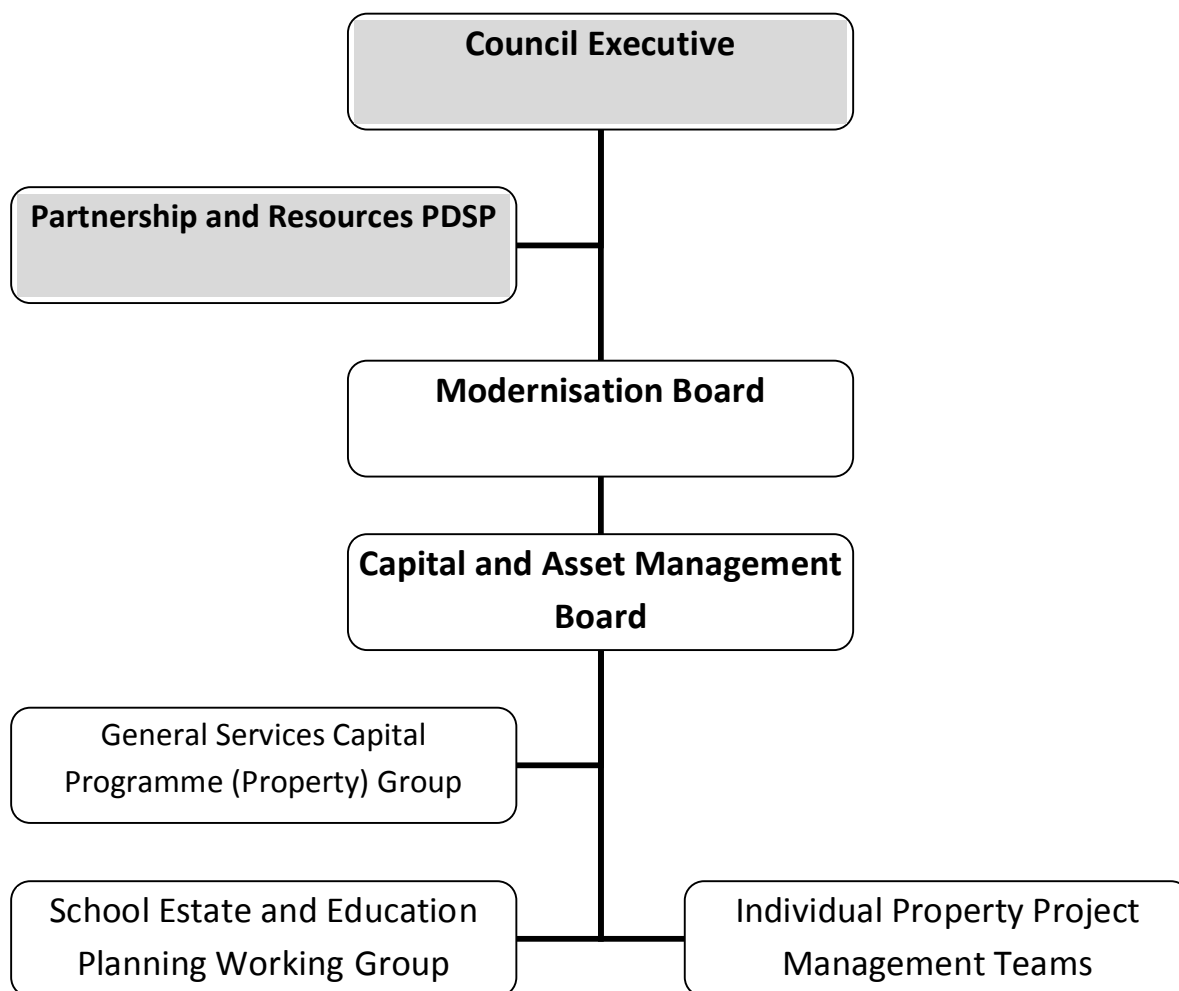 Council Executive
Partnership and Resources PDSP
Modernisation Board
Capital and Asset Management
Board
General Services Capital
Programme (Property) Group
School Estate and Education
Planning Working Group
Individual Property Project
Management Teams